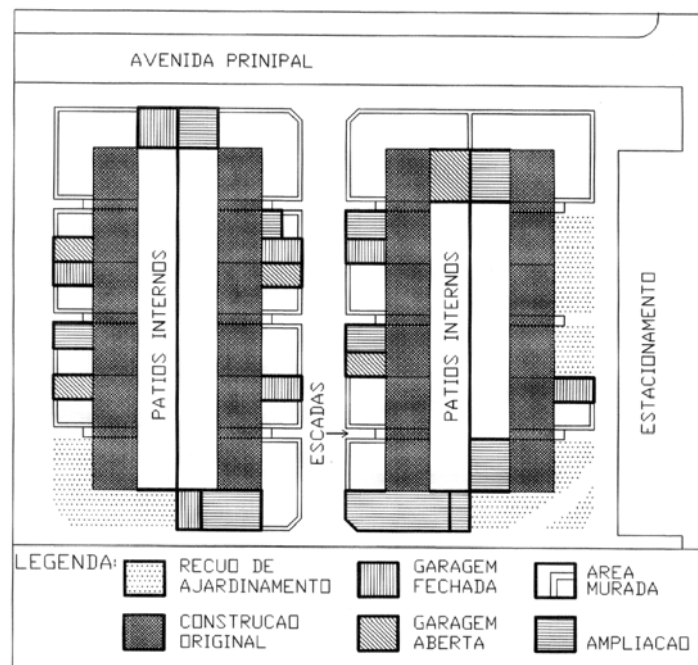 AVENIDA PRINIPAL
PATIOS INTERNOS
ESCADAS
PATIOS INTERNOS
ESTACIONAMENTO
LEGENDA:
RECUO DE
AJARDINAMENTO
GARAGEM
FECHADA
AREA
MURADA
CONSTRUCAO
ORIGINAL
GARAGEM
ABERTA
AMPLIACAO